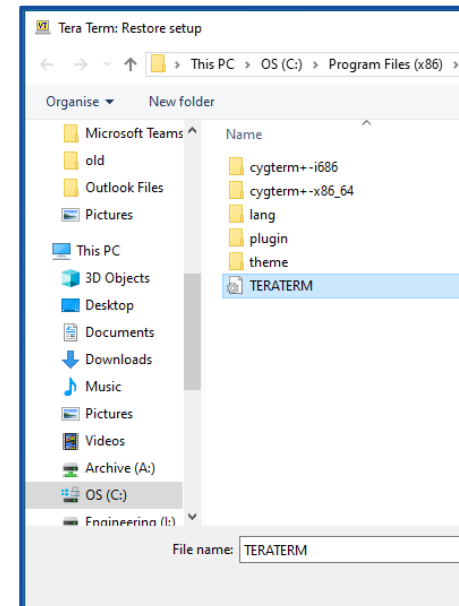 Tera Term: Restore setup
This PC > OS (C:) > Program Files (x86) >
Organise New folder
Microsoft Teams
old
Outlook Files
Pictures
This PC
3D Objects
Desktop
Documents
Downloads
Music
Pictures
Videos
Archive (A:)
OS (C:)
Engineering (I:)
Name
cygterm+-i686
cygterm+-x86_64
lang
plugin
theme
TERATERM
File name: TERATERM